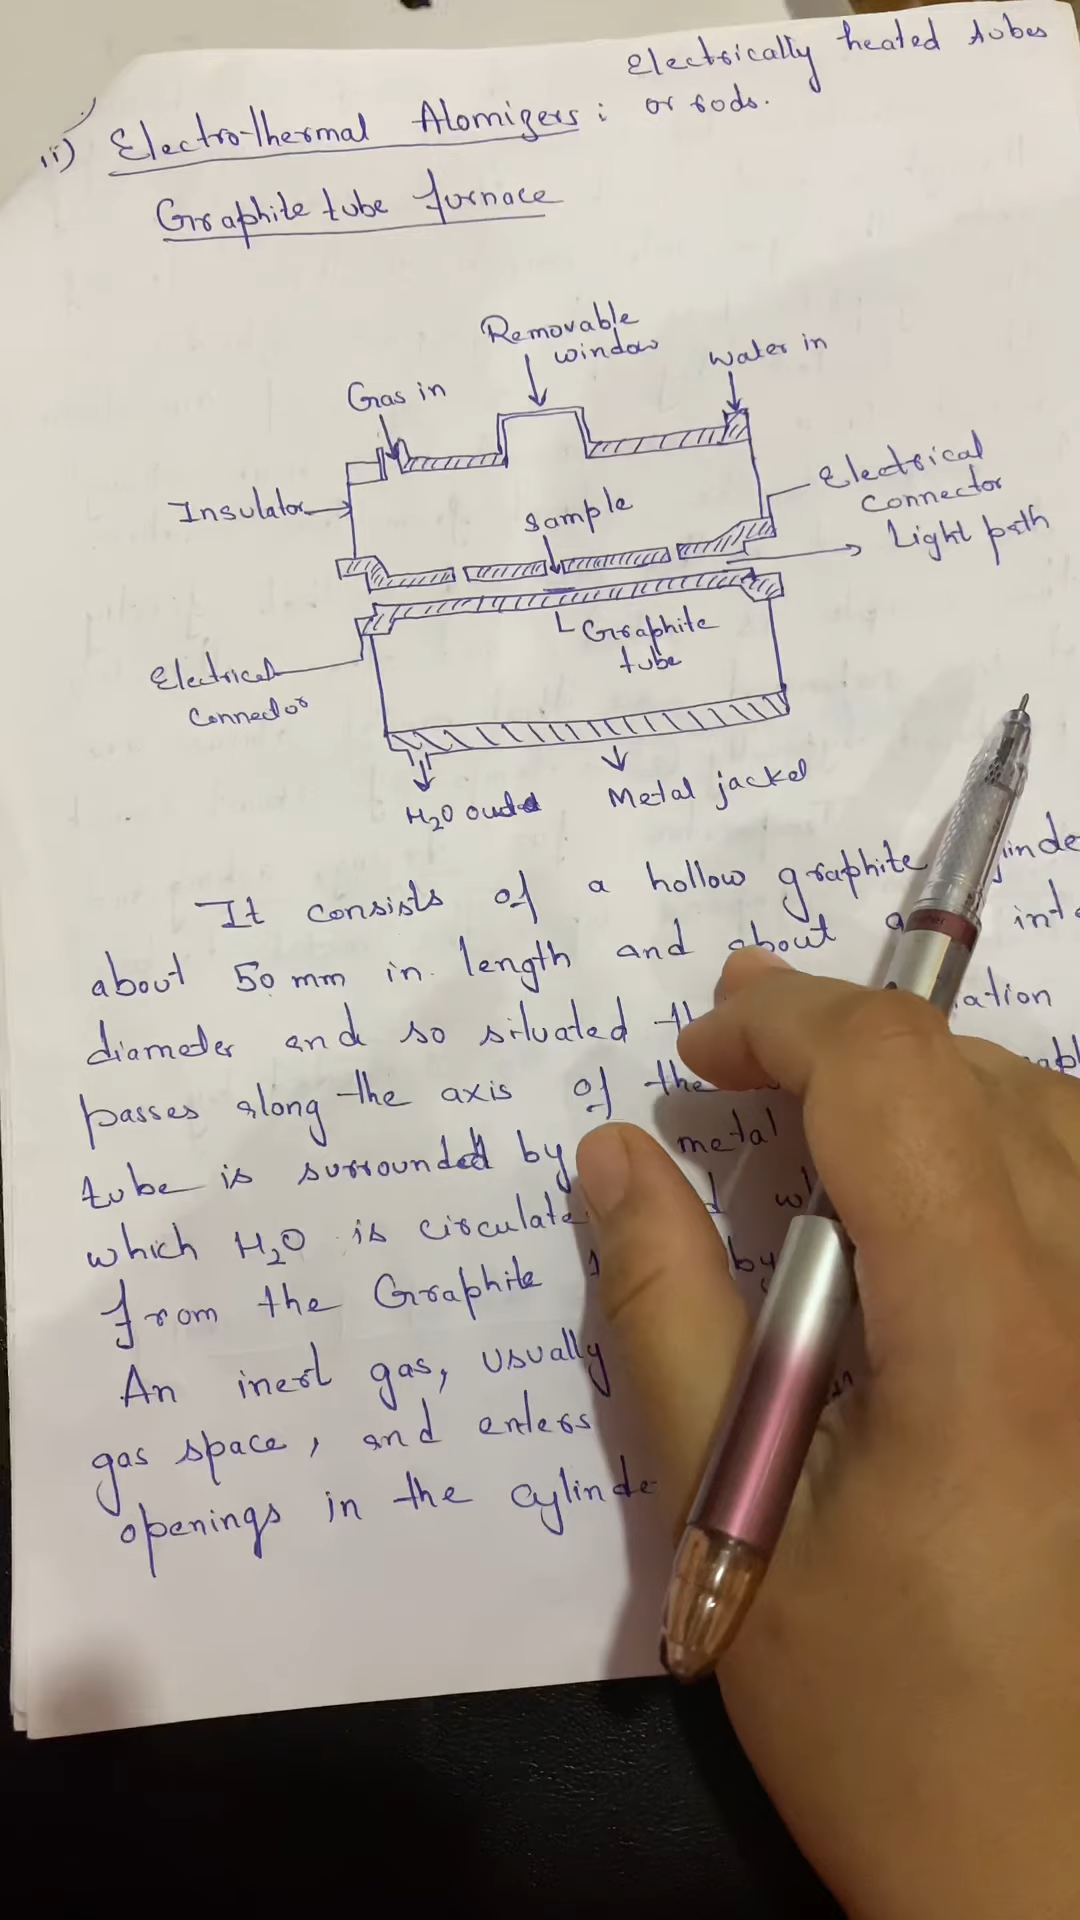 Electrically heated tubes
ii) Electro-thermal Atomizers : or rods.
Graphite tube furnace
Removable
window
Water in
Gas in
Electrical
connector
Insulator
Sample
Light path
Graphite
tube
Electrical
connector
H2O out
Metal jacket
It consists of a hollow graphite
about 50 mm in length and about
diameter and so situated
passes along the axis of the
tube is surrounded by metal
which H2O is
from the Graphite by
An inert gas, usually
gas space, and enters
openings in the